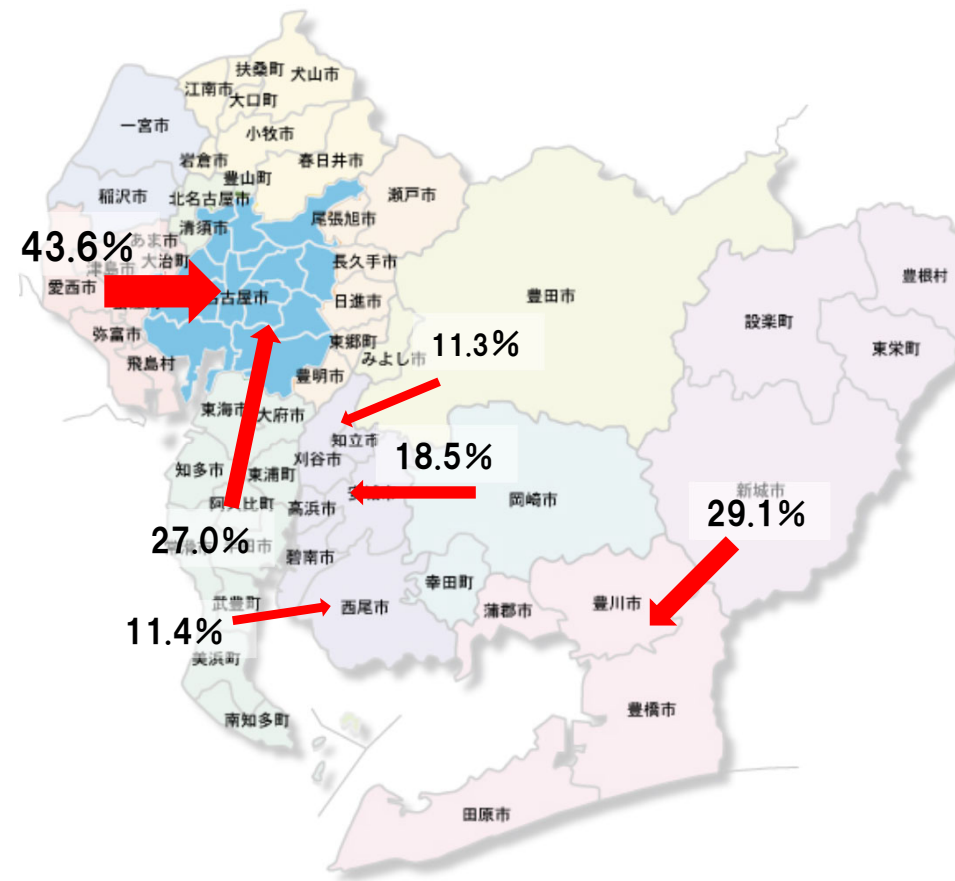 扶桑町
犬山市
江南市
大口町
一宮市
小牧市
岩倉市
春日井市
豊山町
瀬戸市
稲沢市
北名古屋市
尾張旭市
清須市
あま市
43.6%
大治町
長久手市
津島市
豊根村
愛西市
古屋市
日進市
豊田市
設楽町
弥富市
東郷町
11.3%
東栄町
飛島村
みよし市
豊明市
東海市
大府市
知立市
刈谷市
18.5%
知多市
東浦町
新城市
岡崎市
高浜市
29.1%
27.0%
碧南市
幸田町
武豊町
西尾市
蒲郡市
豊川市
11.4%
美浜町
豊橋市
南知多町
田原市